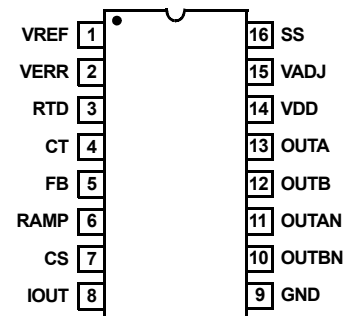 VREF 1 16 SS
VERR 2 15 VADJ
RTD 3 14 VDD
CT 4 13 OUTA
FB 5 12 OUTB
RAMP 6 11 OUTAN
CS 7 10 OUTBN
IOUT 8 9 GND